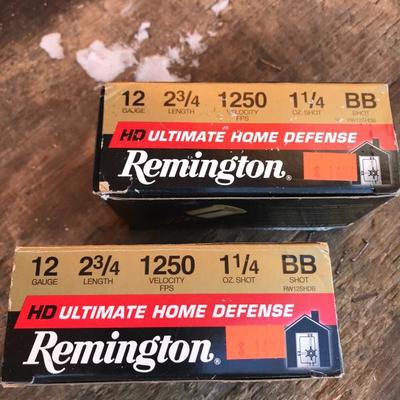 12 2 3/4 1250 1 1/4 BB
GAUGE LENGTH VELOCITY OZ. SHOT SHOT
FPS RW12SHDB
HD ULTIMATE HOME DEFENSE
Remington®
12 2 3/4 1250 1 1/4 BB
GAUGE LENGTH VELOCITY OZ. SHOT SHOT
FPS RW12SHDB
HD ULTIMATE HOME DEFENSE
Remington®